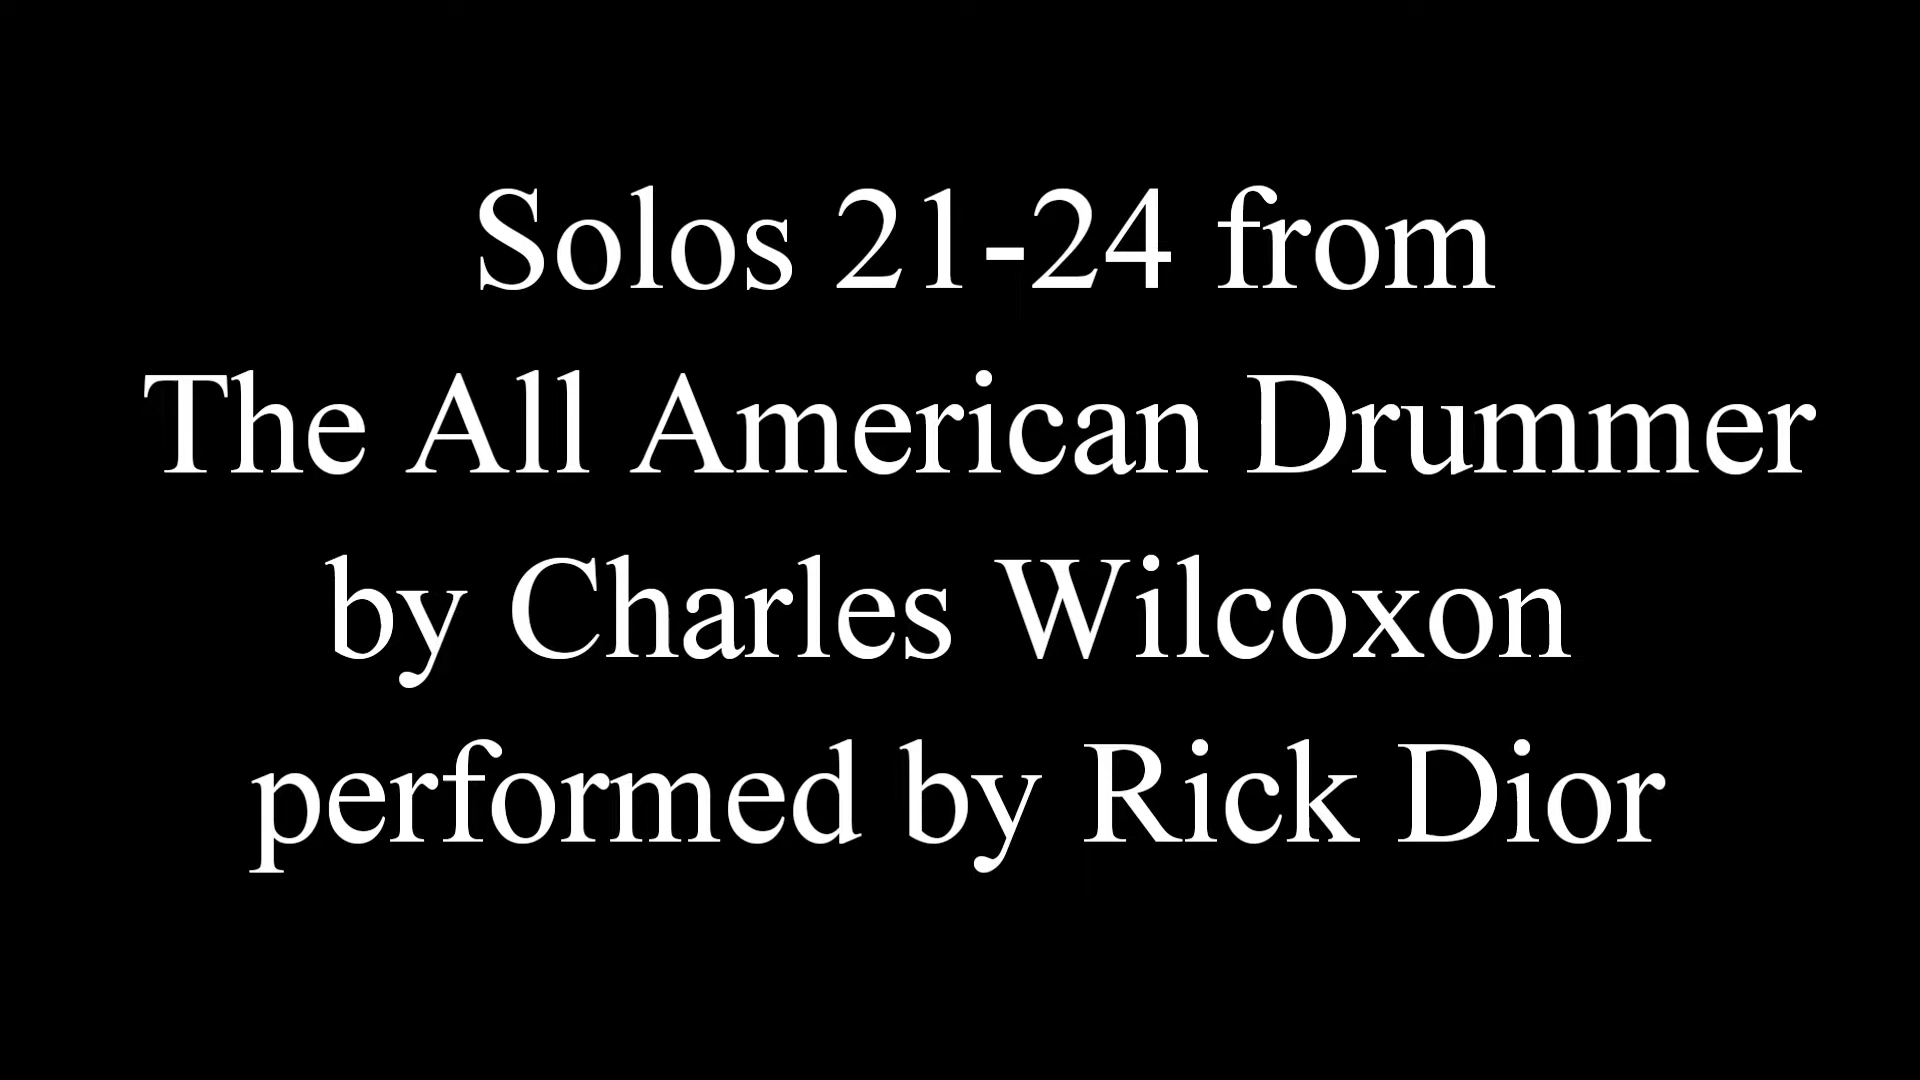 Solos 21-24 from
The All American Drummer
by Charles Wilcoxon
performed by Rick Dior